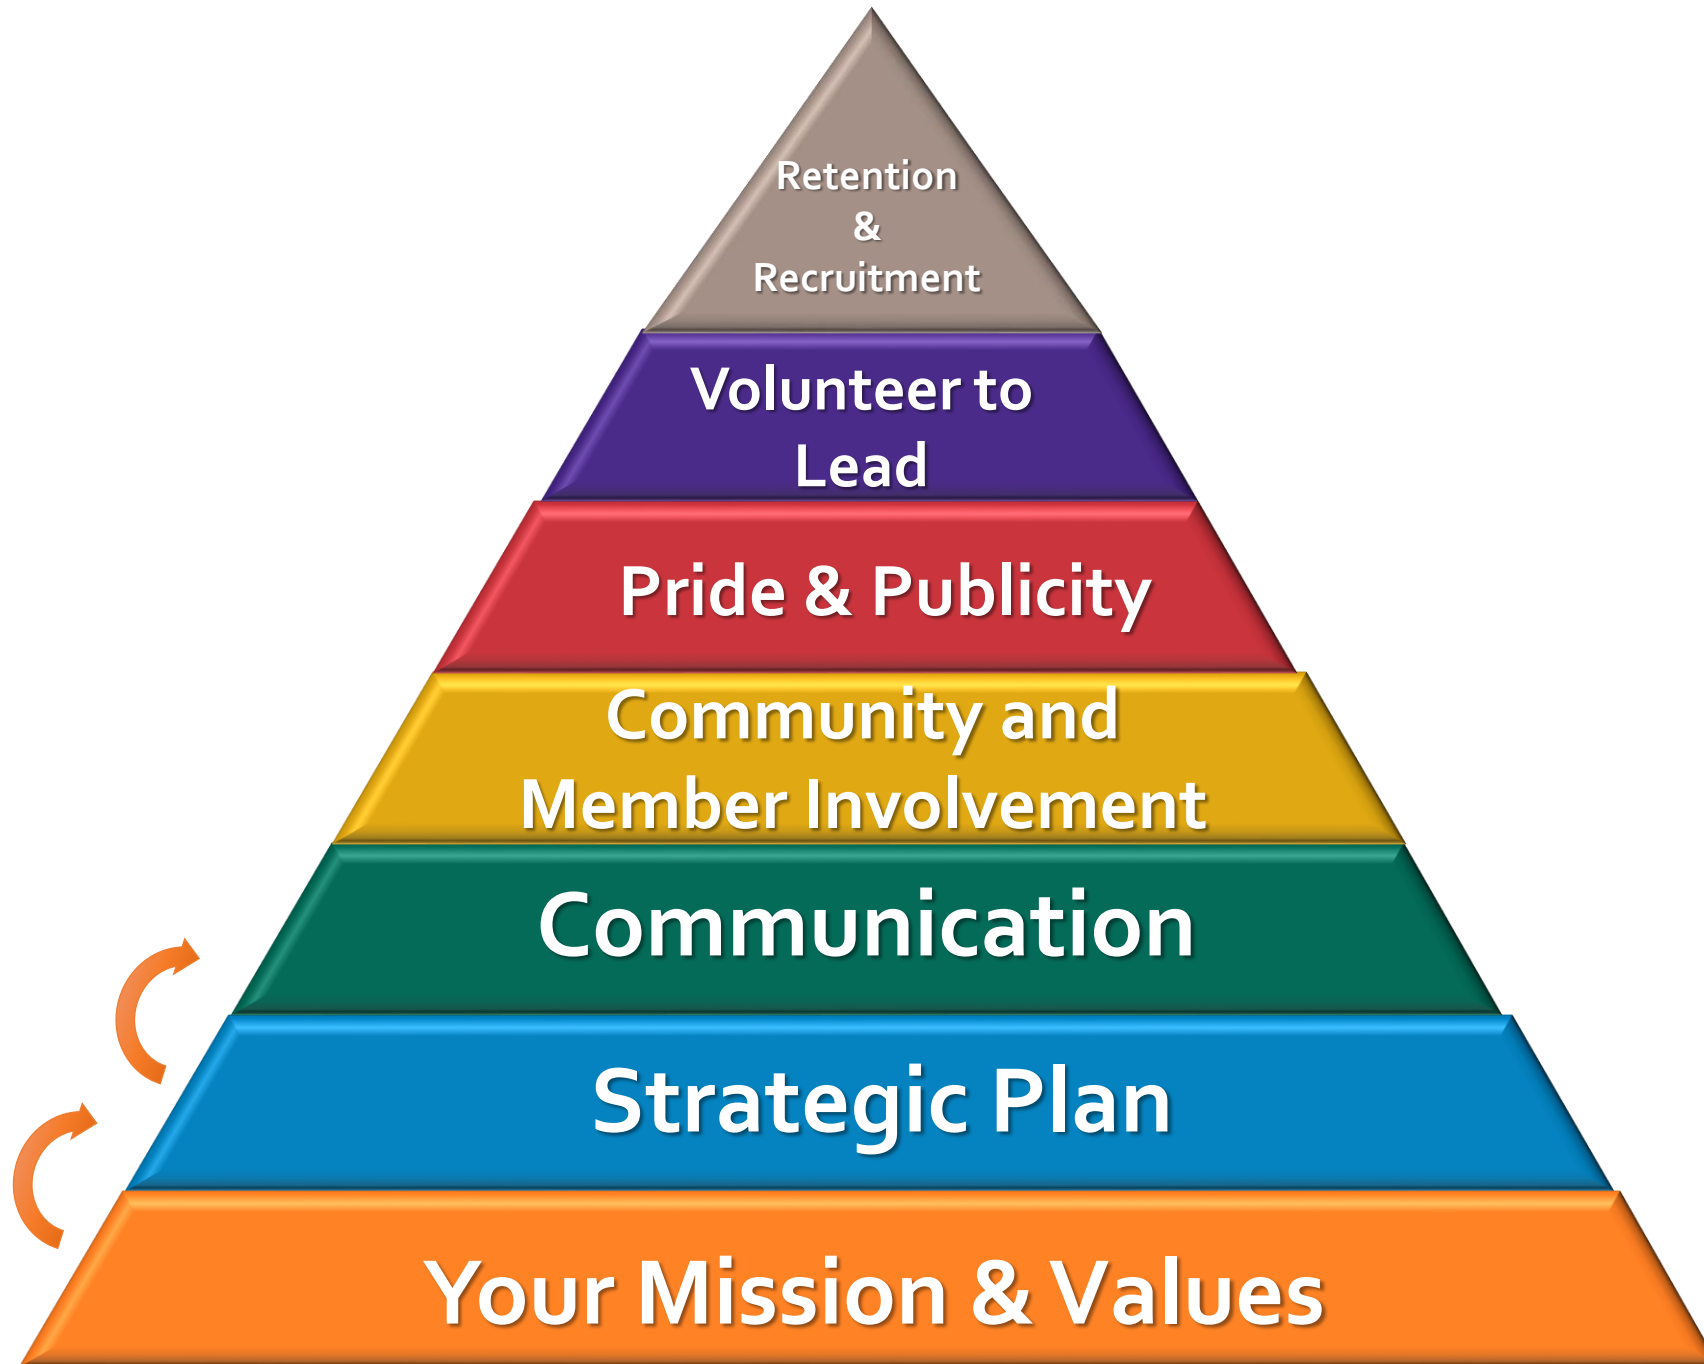 Retention
&
Recruitment
Volunteer to
Lead
Pride & Publicity
Community and
Member Involvement
Communication
Strategic Plan
Your Mission & Values